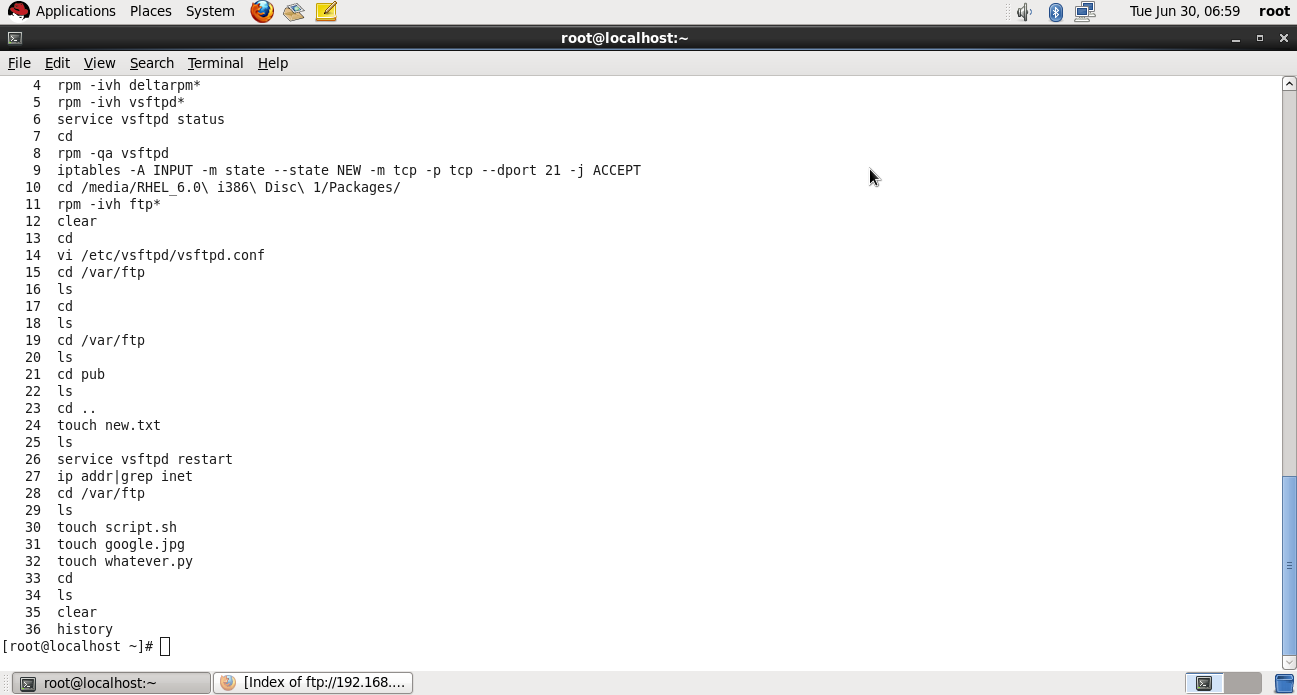 Applications Places System Tue Jun 30, 06:59 root
root@localhost:~
File Edit View Search Terminal Help
4 rpm -ivh deltarpm*
5 rpm -ivh vsftpd*
6 service vsftpd status
7 cd
8 rpm -qa vsftpd
9 iptables -A INPUT -m state --state NEW -m tcp -p tcp --dport 21 -j ACCEPT
10 cd /media/RHEL_6.0\ i386\ Disc\ 1/Packages/
11 rpm -ivh ftp*
12 clear
13 cd
14 vi /etc/vsftpd/vsftpd.conf
15 cd /var/ftp
16 ls
17 cd
18 ls
19 cd /var/ftp
20 ls
21 cd pub
22 ls
23 cd ..
24 touch new.txt
25 ls
26 service vsftpd restart
27 ip addr|grep inet
28 cd /var/ftp
29 ls
30 touch script.sh
31 touch google.jpg
32 touch whatever.py
33 cd
34 ls
35 clear
36 history
[root@localhost ~]#
root@localhost:~ [Index of ftp://192.168....